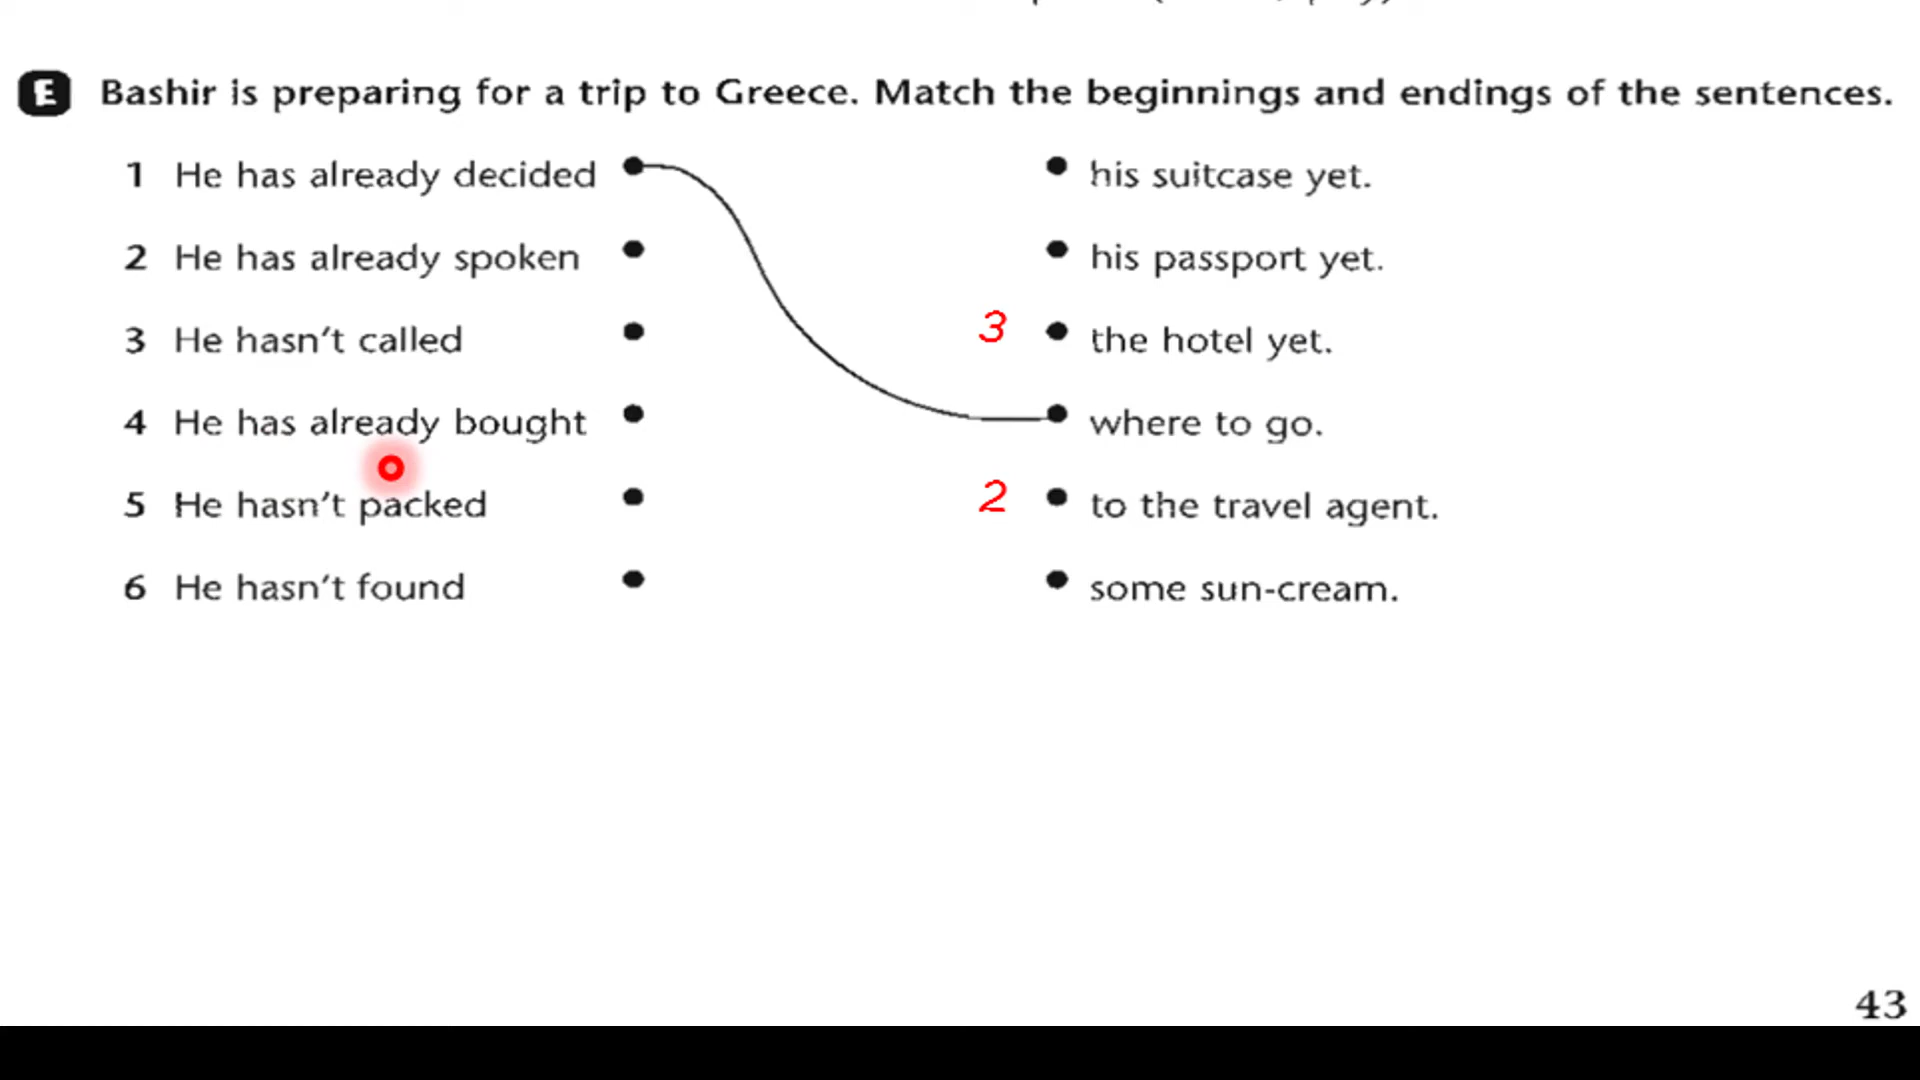 E Bashir is preparing for a trip to Greece. Match the beginnings and endings of the sentences.
1 He has already decided his suitcase yet.
2 He has already spoken his passport yet.
3 He hasn't called 3 the hotel yet.
4 He has already bought where to go.
5 He hasn't packed 2 to the travel agent.
6 He hasn't found some sun-cream.
43